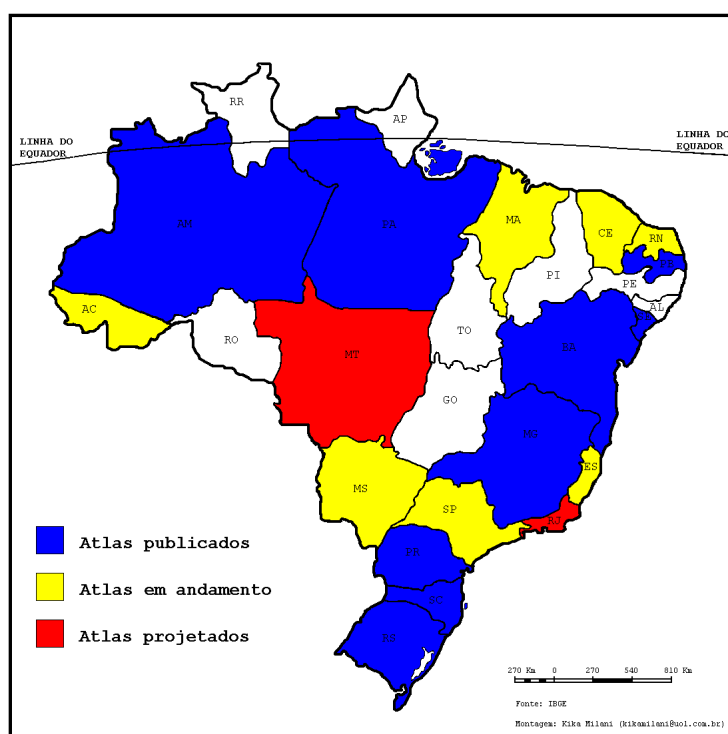 RR
AP
LINHA DO
EQUADOR
LINHA DO
EQUADOR
AM
PA
MA
CE
RN
PB
PI
PE
AL
SE
AC
RO
TO
BA
MT
GO
MG
ES
MS
SP
RJ
PR
SC
RS
Atlas publicados
Atlas em andamento
Atlas projetados
270 Km 0 270 540 810 Km
Fonte: IBGE
Montagem: Kika Milani (kikamilani@uol.com.br)